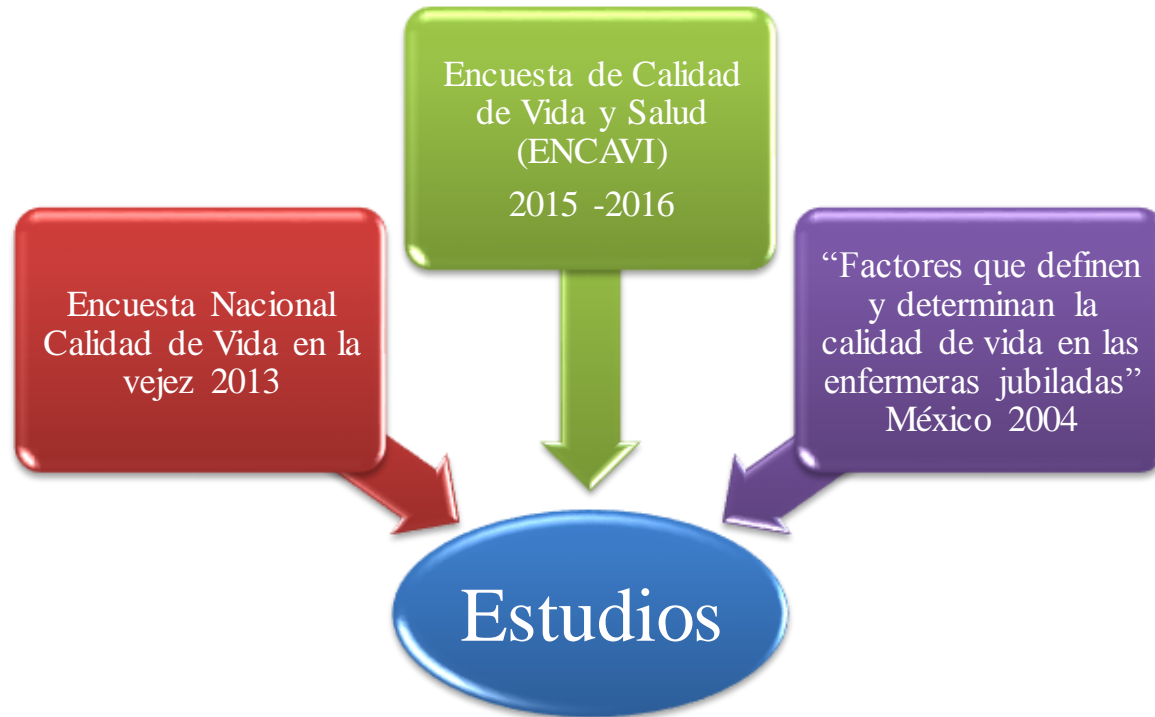 Encuesta de Calidad
de Vida y Salud
(ENCAVI)
2015 -2016
Encuesta Nacional
Calidad de Vida en la
vejez 2013
“Factores que definen
y determinan la
calidad de vida en las
enfermeras jubiladas”
México 2004
Estudios